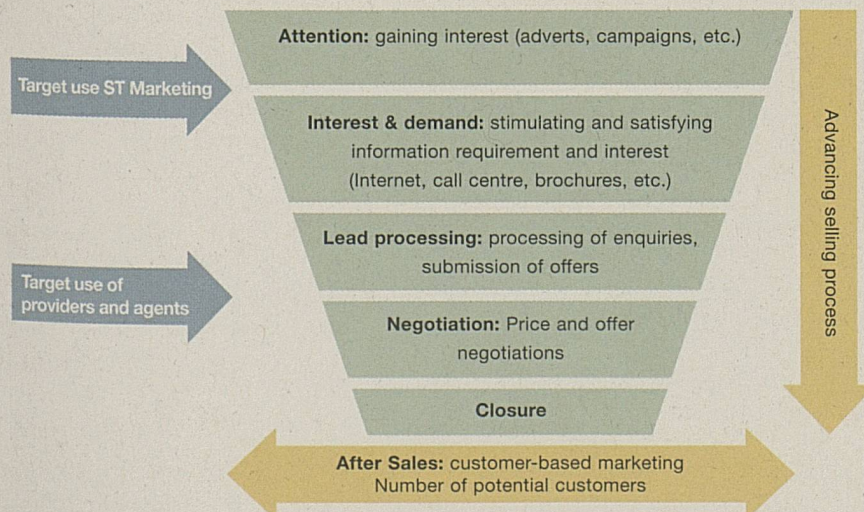 Attention: gaining interest (adverts, campaigns, etc.)
Target use ST Marketing
Interest & demand: stimulating and satisfying
information requirement and interest
(Internet, call centre, brochures, etc.)
Lead processing: processing of enquiries,
submission of offers
Target use of
providers and agents
Negotiation: Price and offer
negotiations
Closure
After Sales: customer-based marketing
Number of potential customers
Advancing selling process